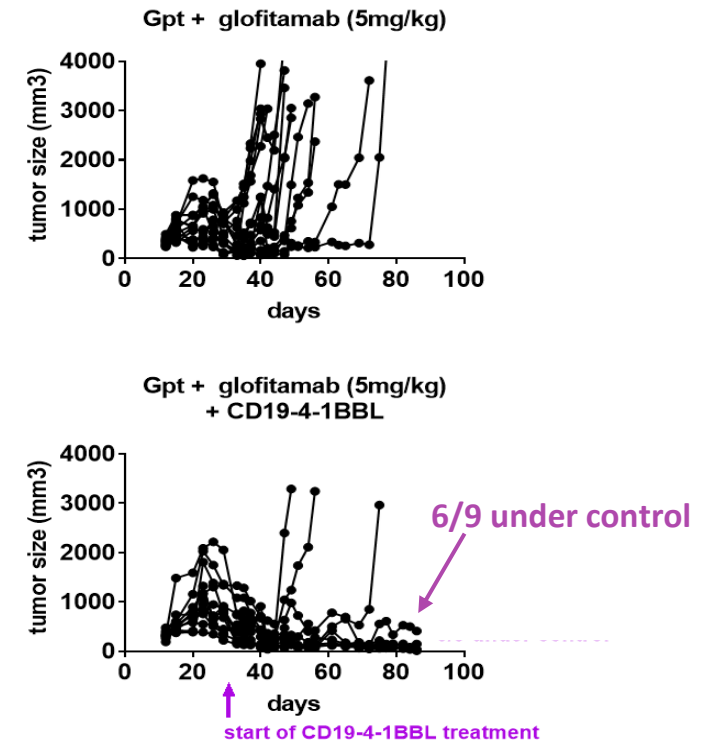 Gpt + glofitamab (5mg/kg)
tumor size (mm3)
4000
3000
2000
1000
0
0 20 40 60 80 100
days
Gpt + glofitamab (5mg/kg)
+ CD19-4-1BBL
tumor size (mm3)
4000
3000
2000
1000
0
6/9 under control
0 20 40 60 80 100
days
start of CD19-4-1BBL treatment